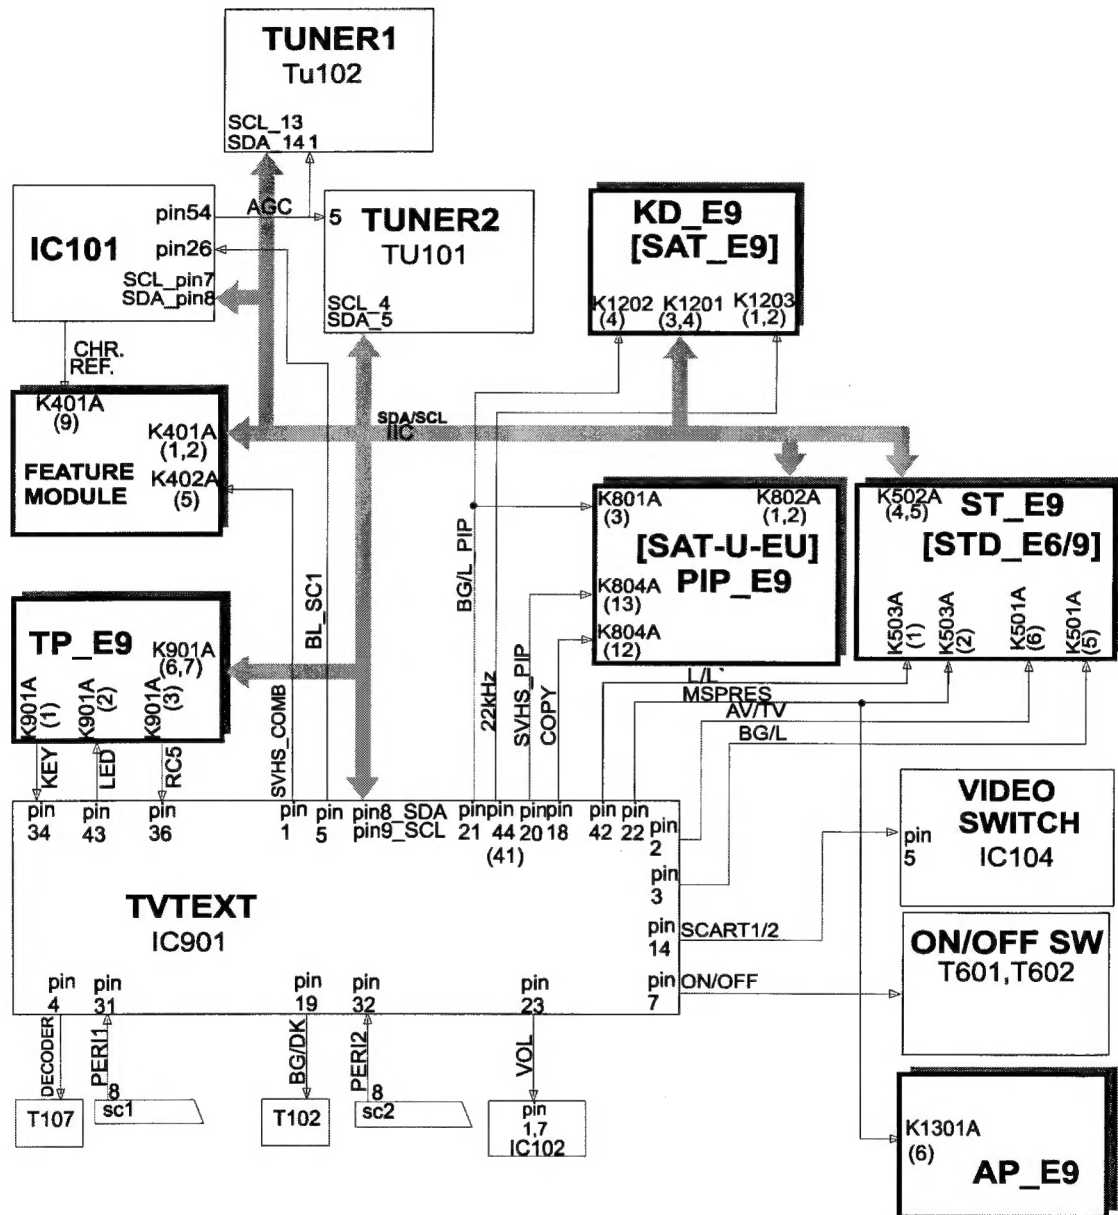 TUNER1
Tu102
SCL_13
SDA_14 1
pin54
AGC
5
TUNER2
TU101
pin26
IC101
SCL_pin7
SDA_pin8
SCL_4
SDA_5
KD_E9
[SAT_E9]
K1202 K1201 K1203
(4) (3,4) (1,2)
CHR.
REF.
K401A
(9)
K401A
(1,2)
K402A
(5)
FEATURE
MODULE
SDA/SCL
IIC
K801A
(3)
K802A
(1,2)
[SAT-U-EU]
PIP_E9
K804A
(13)
K804A
(12)
K502A
(4,5)
ST_E9
[STD_E6/9]
K503A
(1)
K503A
(2)
K501A
(6)
K501A
(5)
TP_E9
K901A
(6,7)
K901A
(1)
K901A
(2)
K901A
(3)
KEY
LED
RC5
SVHS_COMB
BL_SC1
BG/L_PIP
22kHz
SVHS_PIP
COPY
L/L`
MSPRES
AV/TV
BG/L
pin
34
pin
43
pin
36
pin
1
pin
5
pin8_SDA
pin9_SCL
pin
21
pin
44
(41)
pin
20
pin
18
pin
42
pin
22
pin
2
pin
3
pin
14
SCART1/2
pin
7
ON/OFF
TVTEXT
IC901
VIDEO
SWITCH
IC104
pin
5
ON/OFF SW
T601,T602
pin
4
pin
31
pin
19
pin
32
pin
23
DECODER
PERI1
BG/DK
PERI2
VOL
T107
8
sc1
T102
8
sc2
pin
1,7
IC102
K1301A
(6)
AP_E9